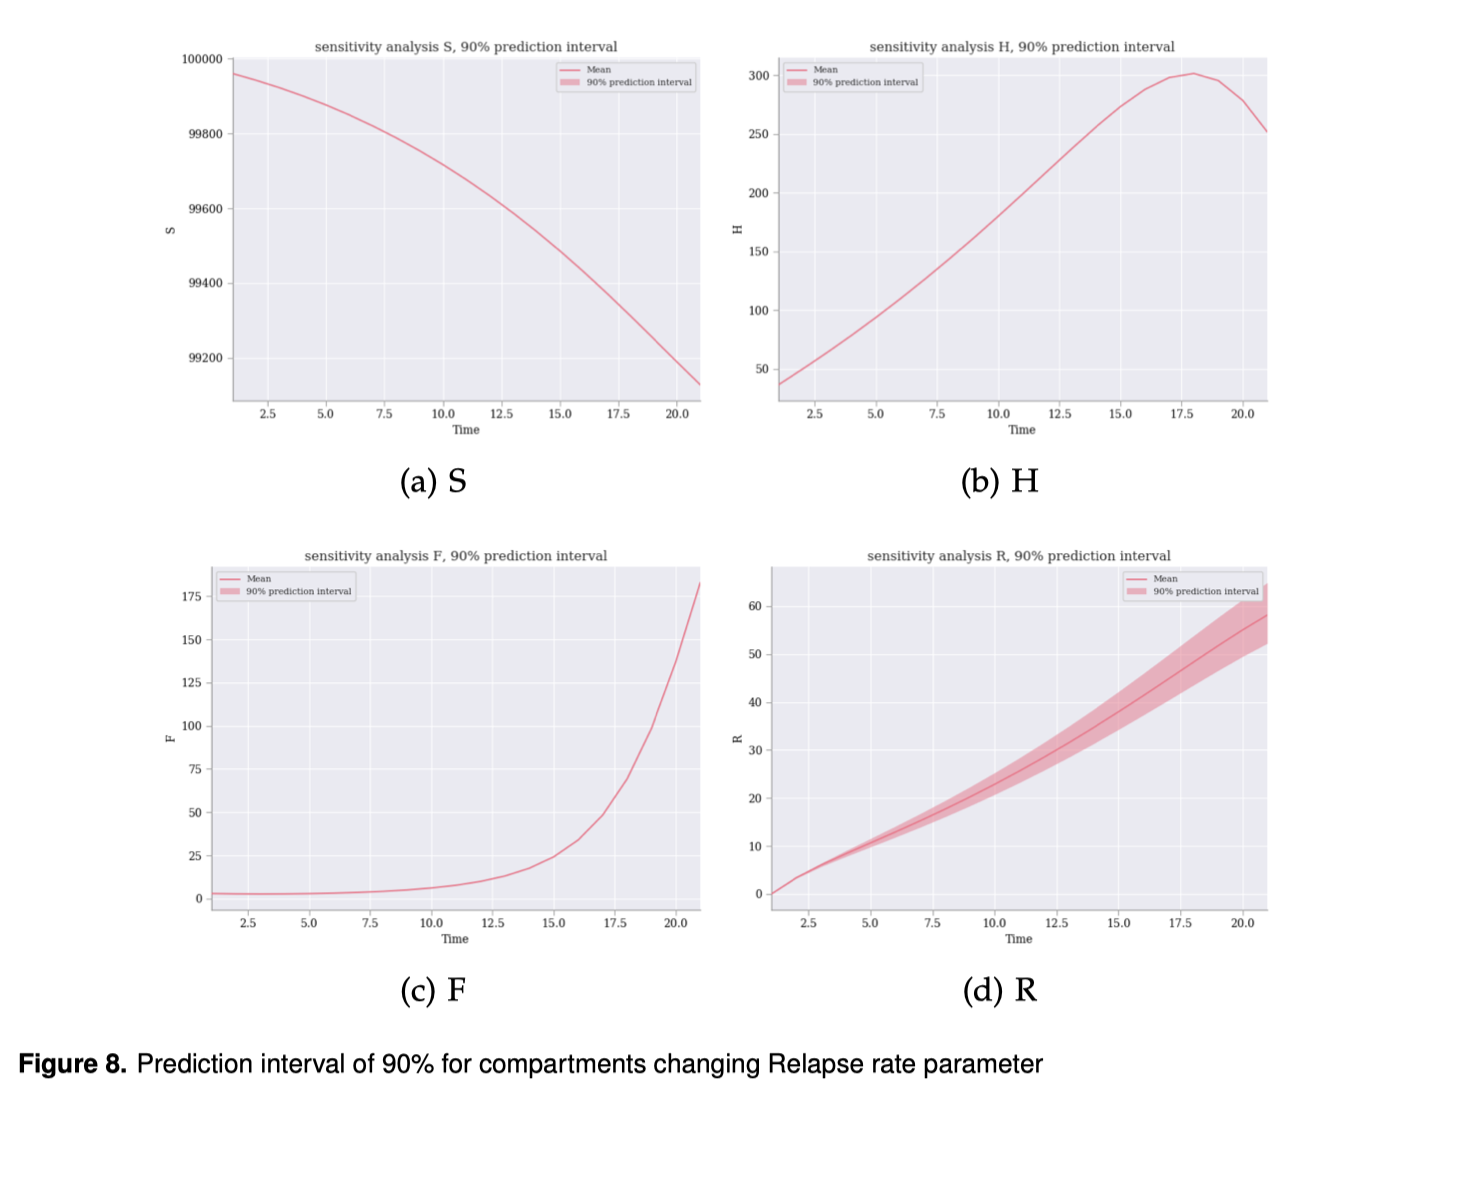 sensitivity analysis S, 90% prediction interval
Mean
90% prediction interval
100000
99800
99600
99400
99200
S
2.5 5.0 7.5 10.0 12.5 15.0 17.5 20.0
Time
(a) S
sensitivity analysis H, 90% prediction interval
Mean
90% prediction interval
300
250
200
150
100
50
H
2.5 5.0 7.5 10.0 12.5 15.0 17.5 20.0
Time
(b) H
sensitivity analysis F, 90% prediction interval
Mean
90% prediction interval
175
150
125
100
75
50
25
0
F
2.5 5.0 7.5 10.0 12.5 15.0 17.5 20.0
Time
(c) F
sensitivity analysis R, 90% prediction interval
Mean
90% prediction interval
60
50
40
30
20
10
0
R
2.5 5.0 7.5 10.0 12.5 15.0 17.5 20.0
Time
(d) R
Figure 8. Prediction interval of 90% for compartments changing Relapse rate parameter